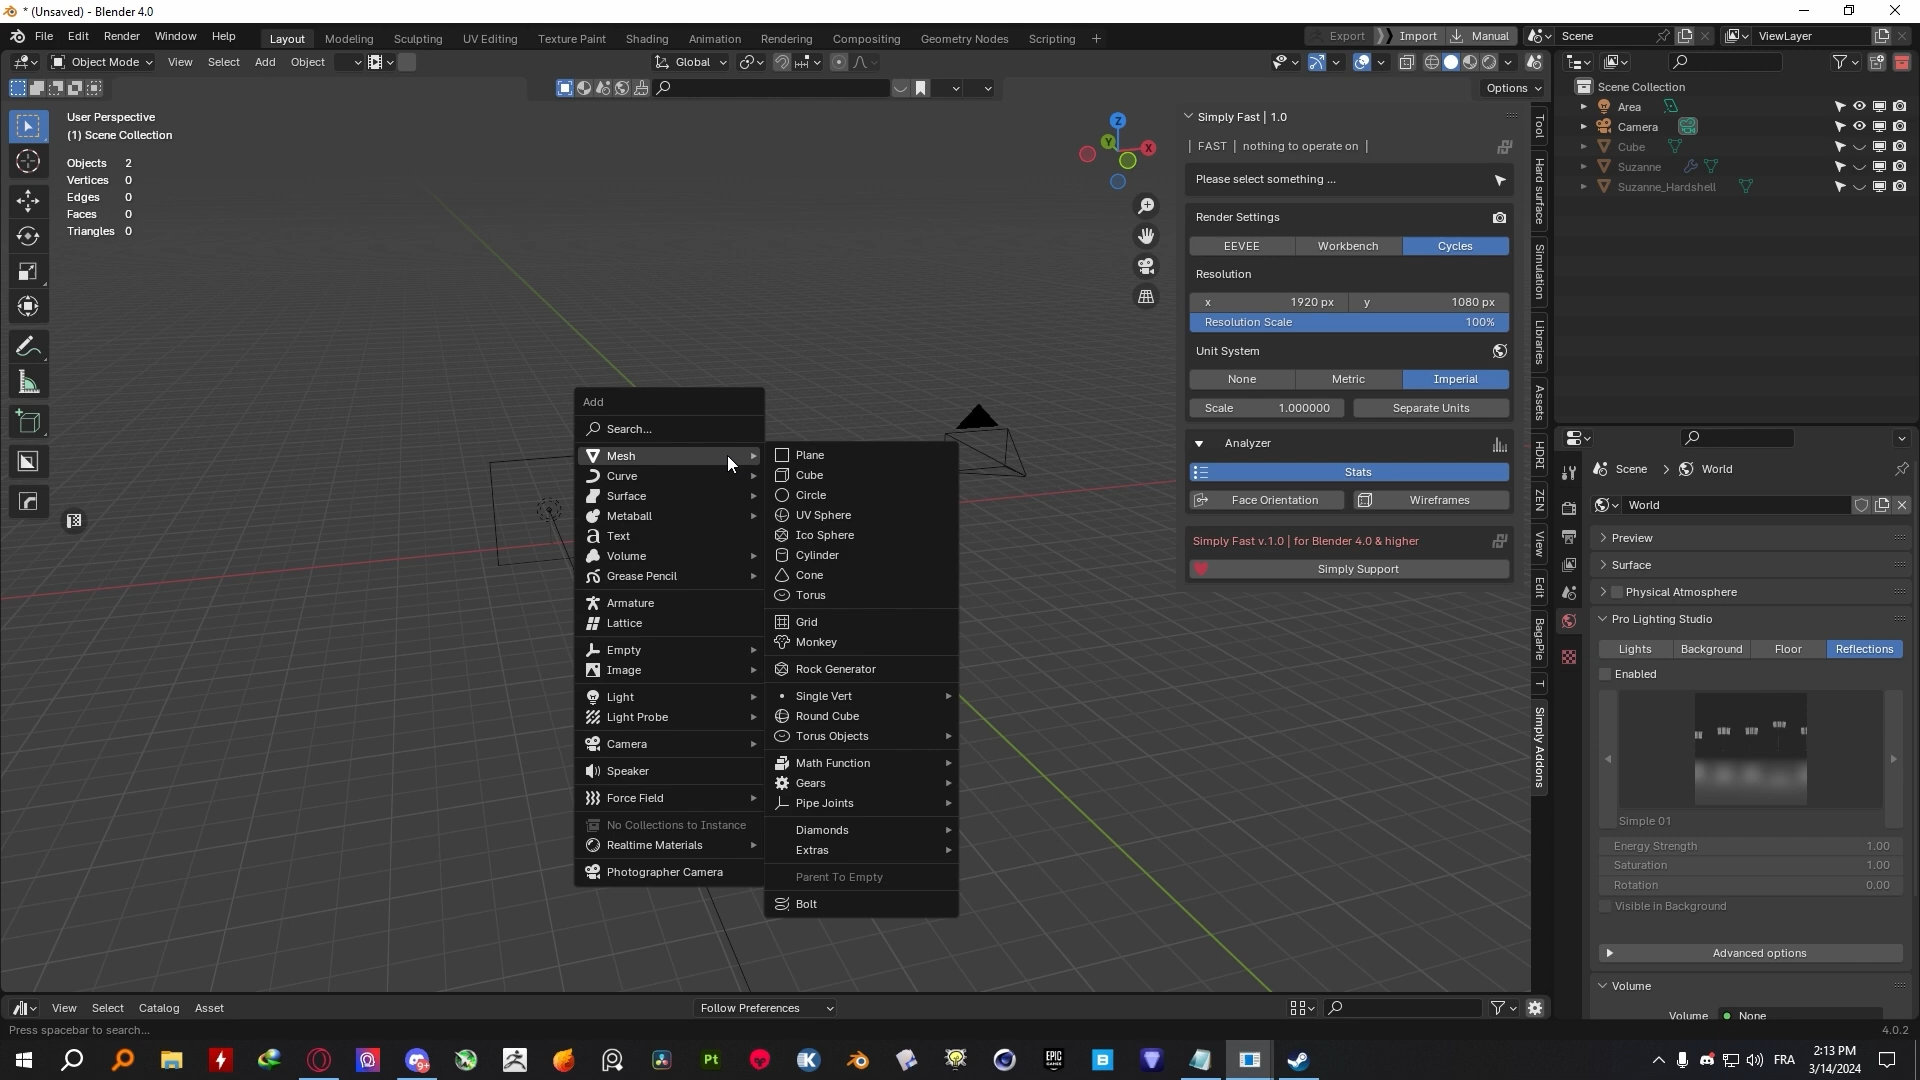 * (Unsaved) - Blender 4.0
File Edit Render Window Help Layout Modeling Sculpting UV Editing Texture Paint Shading Animation Rendering Compositing Geometry Nodes Scripting + Export Import Manual Scene ViewLayer
Object Mode View Select Add Object Global
Options
User Perspective
(1) Scene Collection
Objects 2
Vertices 0
Edges 0
Faces 0
Triangles 0
Z
Y
X
Add
Search...
Mesh
Curve
Surface
Metaball
Text
Volume
Grease Pencil
Armature
Lattice
Empty
Image
Light
Light Probe
Camera
Speaker
Force Field
No Collections to Instance
Realtime Materials
Photographer Camera
Plane
Cube
Circle
UV Sphere
Ico Sphere
Cylinder
Cone
Torus
Grid
Monkey
Rock Generator
Single Vert
Round Cube
Torus Objects
Math Function
Gears
Pipe Joints
Diamonds
Extras
Parent To Empty
Bolt
Simply Fast | 1.0
| FAST | nothing to operate on |
Please select something ...
Render Settings
EEVEE Workbench Cycles
Resolution
x 1920 px y 1080 px
Resolution Scale 100%
Unit System
None Metric Imperial
Scale 1.000000 Separate Units
Analyzer
Stats
Face Orientation Wireframes
Simply Fast v.1.0 | for Blender 4.0 & higher
Simply Support
Tool
Hard surface
Simulation
Libraries
Assets
HDRI
ZEN
View
Edit
BagaPie
T
Simply Addons
Scene Collection
Area
Camera
Cube
Suzanne
Suzanne_Hardshell
Scene > World
World
Preview
Surface
Physical Atmosphere
Pro Lighting Studio
Lights Background Floor Reflections
Enabled
Simple 01
Energy Strength 1.00
Saturation 1.00
Rotation 0.00
Visible in Background
Advanced options
Volume
Volume None
View Select Catalog Asset Follow Preferences
Press spacebar to search... 4.0.2
9+ Pt K EPIC GAMES B FRA 2:13 PM
3/14/2024